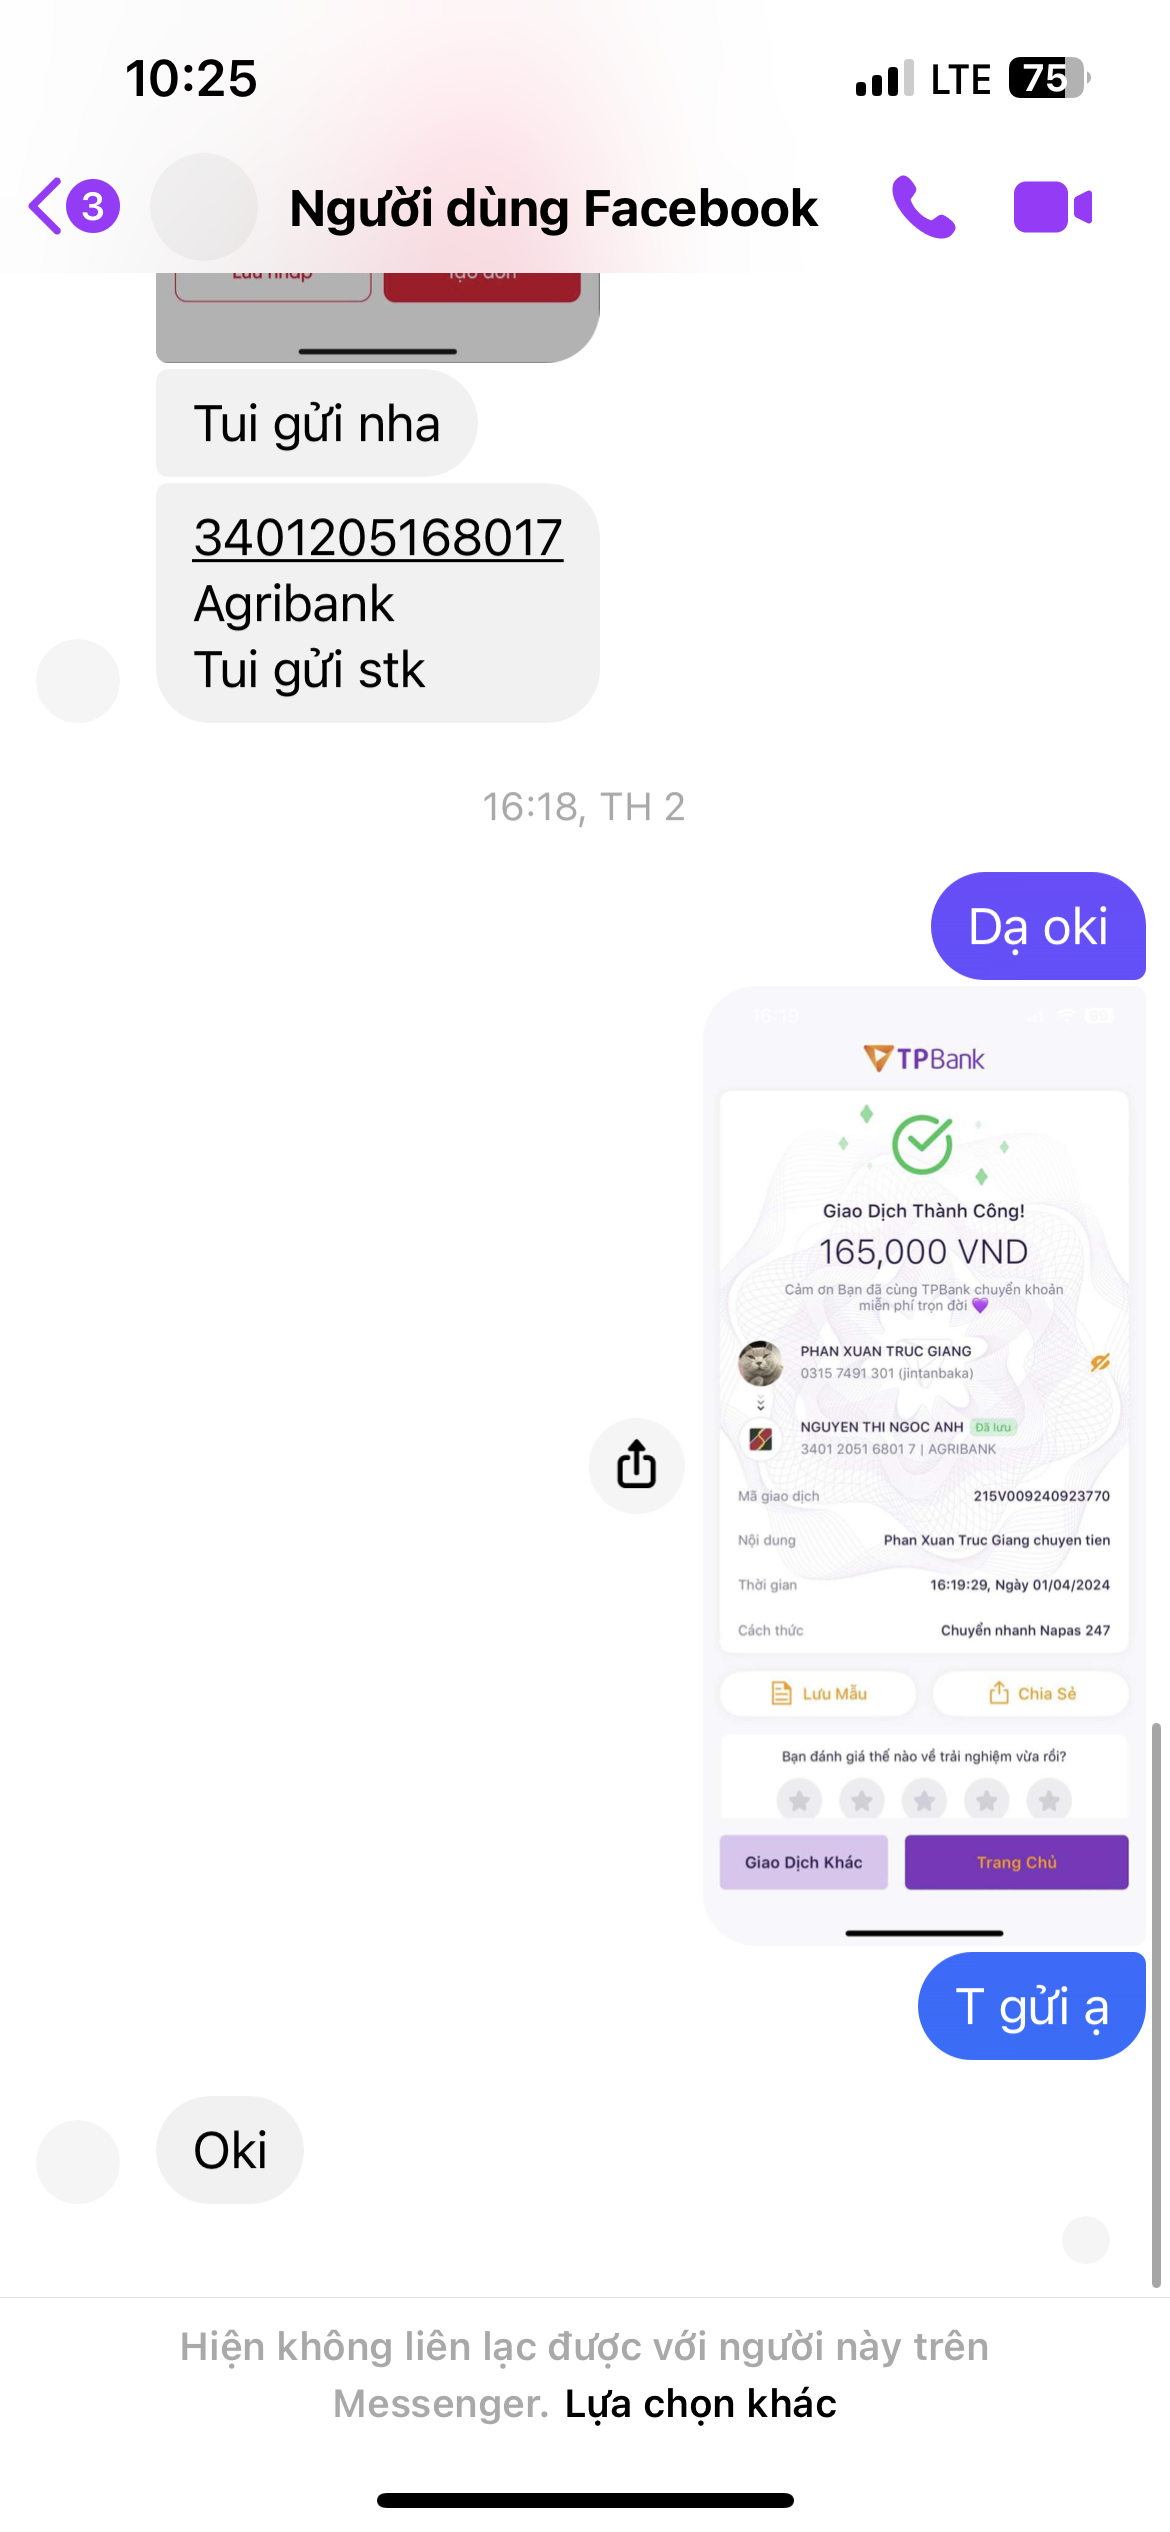 10:25
LTE 75
3
Người dùng Facebook
Lưu nháp
Tạo đơn
Tui gửi nha
3401205168017
Agribank
Tui gửi stk
16:18, TH 2
Dạ oki
16:19
99
TPBank
Giao Dịch Thành Công!
165,000 VND
Cảm ơn Bạn đã cùng TPBank chuyển khoản
miễn phí trọn đời 💜
PHAN XUAN TRUC GIANG
0315 7491 301 (jintanbaka)
NGUYEN THI NGOC ANH Đã lưu
3401 2051 6801 7 | AGRIBANK
Mã giao dịch 215V009240923770
Nội dung Phan Xuan Truc Giang chuyen tien
Thời gian 16:19:29, Ngày 01/04/2024
Cách thức Chuyển nhanh Napas 247
Lưu Mẫu
Chia Sẻ
Bạn đánh giá thế nào về trải nghiệm vừa rồi?
Giao Dịch Khác
Trang Chủ
T gửi ạ
Oki
Hiện không liên lạc được với người này trên
Messenger. Lựa chọn khác